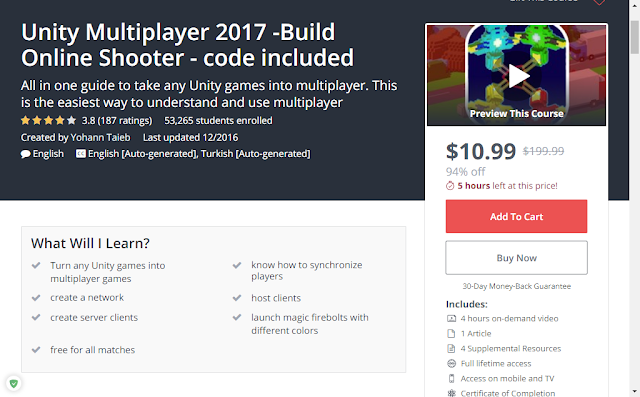 Unity Multiplayer 2017 -Build
Online Shooter - code included
All in one guide to take any Unity games into multiplayer. This
is the easiest way to understand and use multiplayer
3.8 (187 ratings) 53,265 students enrolled
Created by Yohann Taieb Last updated 12/2016
English English [Auto-generated], Turkish [Auto-generated]
Preview This Course
$10.99 $199.99
94% off
5 hours left at this price!
Add To Cart
Buy Now
30-Day Money-Back Guarantee
Includes:
4 hours on-demand video
1 Article
4 Supplemental Resources
Full lifetime access
Access on mobile and TV
Certificate of Completion
What Will I Learn?
Turn any Unity games into
multiplayer games
create a network
create server clients
free for all matches
know how to synchronize
players
host clients
launch magic firebolts with
different colors